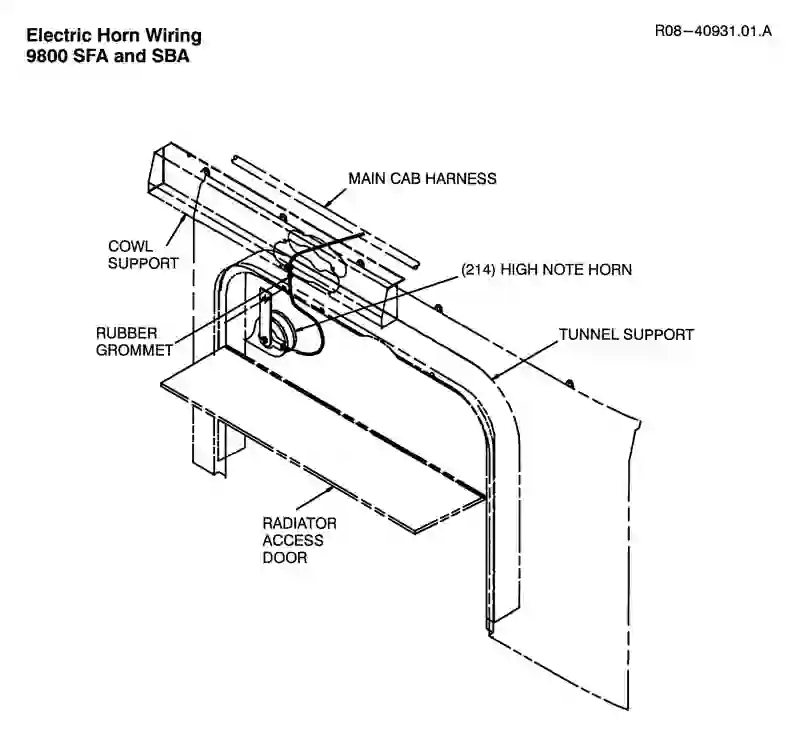 Electric Horn Wiring
9800 SFA and SBA
R08-40931.01.A
MAIN CAB HARNESS
COWL
SUPPORT
(214) HIGH NOTE HORN
RUBBER
GROMMET
TUNNEL SUPPORT
RADIATOR
ACCESS
DOOR